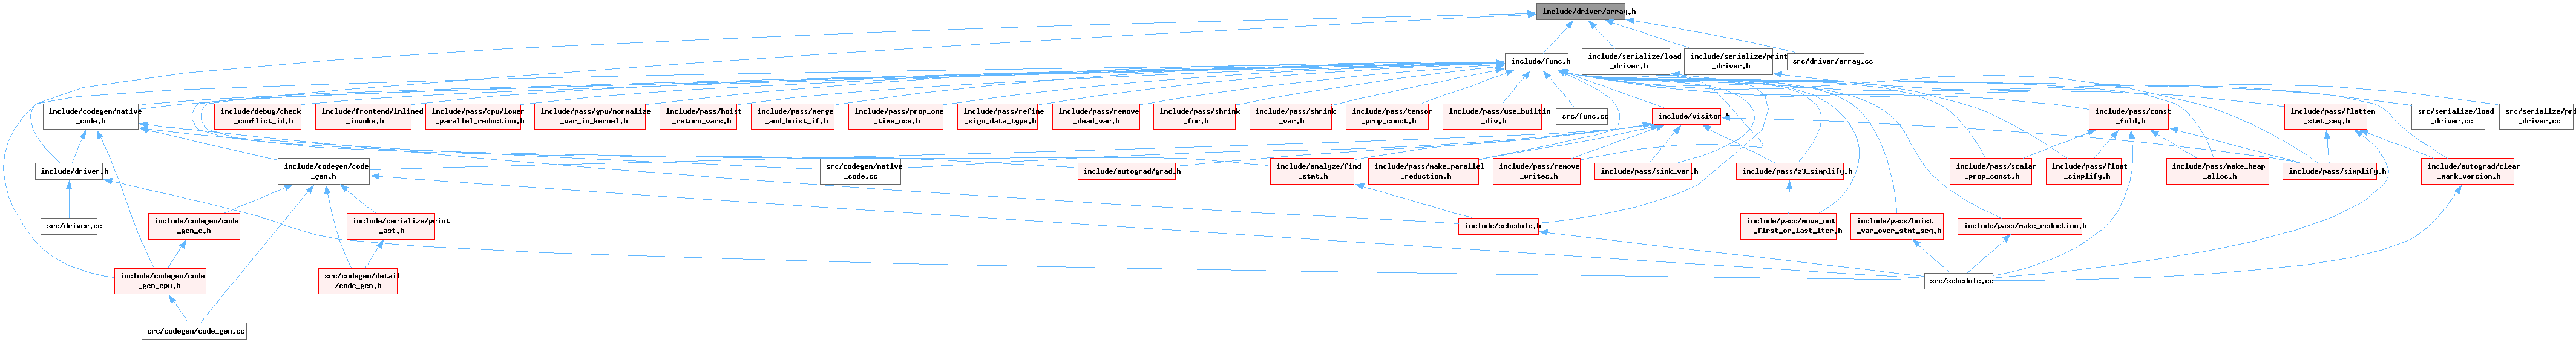 include/driver/array.h
include/func.h
include/serialize/load
_driver.h
include/serialize/print
_driver.h
src/driver/array.cc
include/codegen/native
_code.h
include/debug/check
_conflict_id.h
include/frontend/inlined
_invoke.h
include/pass/cpu/lower
_parallel_reduction.h
include/pass/gpu/normalize
_var_in_kernel.h
include/pass/hoist
_return_vars.h
include/pass/merge
_and_hoist_if.h
include/pass/prop_one
_time_use.h
include/pass/refine
_sign_data_type.h
include/pass/remove
_dead_var.h
include/pass/shrink
_for.h
include/pass/shrink
_var.h
include/pass/tensor
_prop_const.h
include/pass/use_builtin
_div.h
src/func.cc
include/visitor.h
include/pass/const
_fold.h
include/pass/flatten
_stmt_seq.h
src/serialize/load
_driver.cc
src/serialize/print
_driver.cc
include/driver.h
include/codegen/code
_gen.h
src/codegen/native
_code.cc
include/autograd/grad.h
include/analyze/find
_stmt.h
include/pass/make_parallel
_reduction.h
include/pass/remove
_writes.h
include/pass/sink_var.h
include/pass/z3_simplify.h
include/pass/scalar
_prop_const.h
include/pass/float
_simplify.h
include/pass/make_heap
_alloc.h
include/pass/simplify.h
include/autograd/clear
_mark_version.h
src/driver.cc
include/codegen/code
_gen_c.h
include/serialize/print
_ast.h
include/schedule.h
include/pass/move_out
_first_or_last_iter.h
include/pass/hoist
_var_over_stmt_seq.h
include/pass/make_reduction.h
include/codegen/code
_gen_cpu.h
src/codegen/detail
/code_gen.h
src/schedule.cc
src/codegen/code_gen.cc